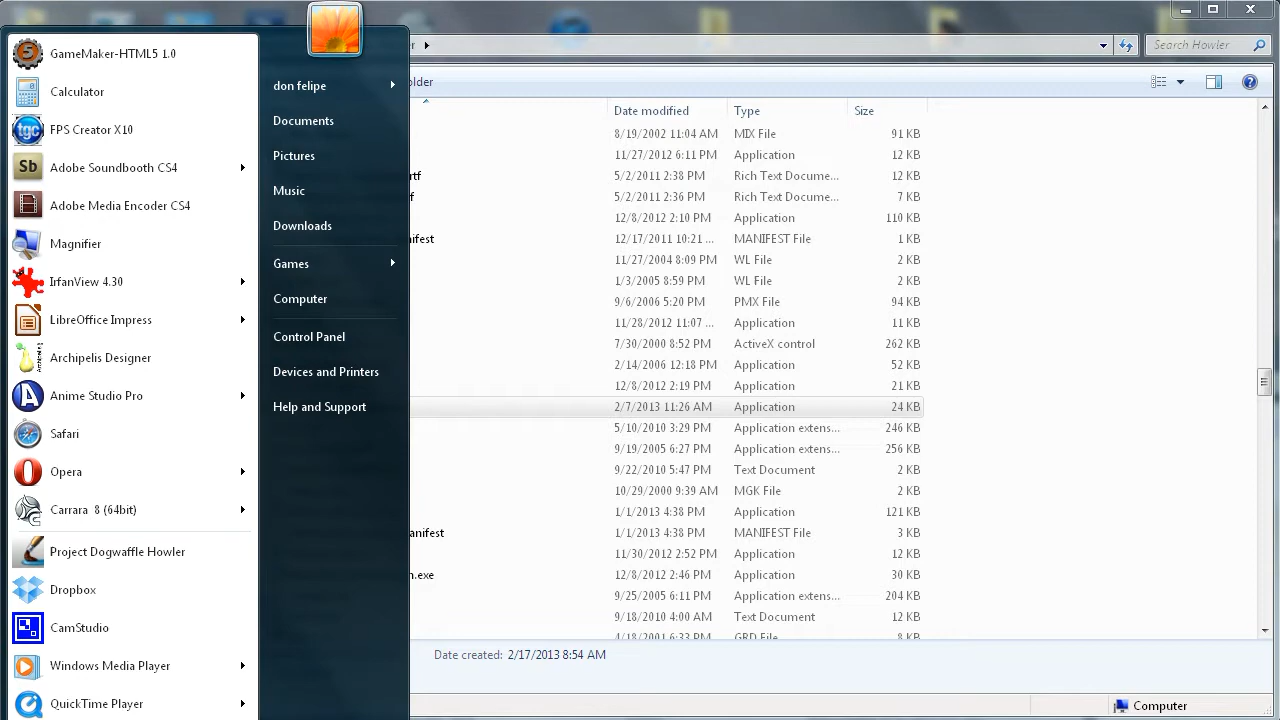 GameMaker-HTML5 1.0
Calculator
FPS Creator X10
Adobe Soundbooth CS4
Adobe Media Encoder CS4
Magnifier
IrfanView 4.30
LibreOffice Impress
Archipelis Designer
Anime Studio Pro
Safari
Opera
Carrara 8 (64bit)
Project Dogwaffle Howler
Dropbox
CamStudio
Windows Media Player
QuickTime Player
don felipe
Documents
Pictures
Music
Downloads
Games
Computer
Control Panel
Devices and Printers
Help and Support
er
Search Howler
older
Date modified Type Size
8/19/2002 11:04 AM MIX File 91 KB
11/27/2012 6:11 PM Application 12 KB
rtf 5/2/2011 2:38 PM Rich Text Docume... 12 KB
f 5/2/2011 2:36 PM Rich Text Docume... 7 KB
12/8/2012 2:10 PM Application 110 KB
nifest 12/17/2011 10:21 ... MANIFEST File 1 KB
11/27/2004 8:09 PM WL File 2 KB
1/3/2005 8:59 PM WL File 2 KB
9/6/2006 5:20 PM PMX File 94 KB
11/28/2012 11:07 ... Application 11 KB
7/30/2000 8:52 PM ActiveX control 262 KB
2/14/2006 12:18 PM Application 52 KB
12/8/2012 2:19 PM Application 21 KB
2/7/2013 11:26 AM Application 24 KB
5/10/2010 3:29 PM Application extens... 246 KB
9/19/2005 6:27 PM Application extens... 256 KB
9/22/2010 5:47 PM Text Document 2 KB
10/29/2000 9:39 AM MGK File 2 KB
1/1/2013 4:38 PM Application 121 KB
anifest 1/1/2013 4:38 PM MANIFEST File 3 KB
11/30/2012 2:52 PM Application 12 KB
n.exe 12/8/2012 2:46 PM Application 30 KB
9/25/2005 6:11 PM Application extens... 204 KB
9/18/2010 4:00 AM Text Document 12 KB
4/18/2001 6:33 PM GRD File 8 KB
Date created: 2/17/2013 8:54 AM
Computer